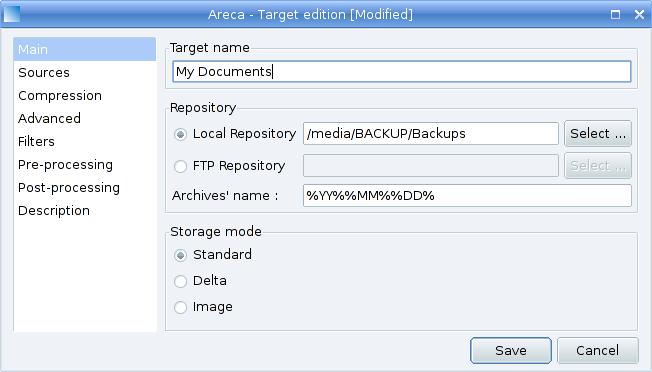 Areca - Target edition [Modified]
Main
Sources
Compression
Advanced
Filters
Pre-processing
Post-processing
Description
Target name
My Documents
Repository
Local Repository /media/BACKUP/Backups Select ...
FTP Repository Select ...
Archives' name : %YY%%MM%%DD%
Storage mode
Standard
Delta
Image
Save Cancel